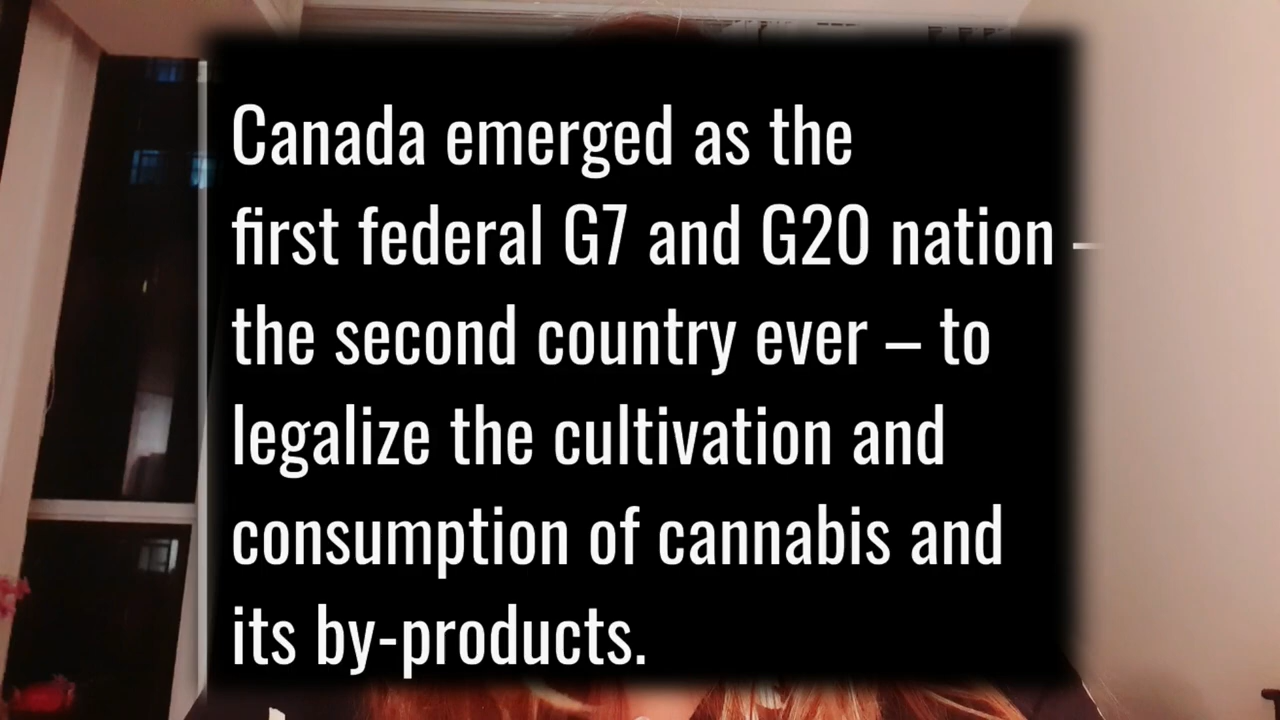 Canada emerged as the
first federal G7 and G20 nation –
the second country ever – to
legalize the cultivation and
consumption of cannabis and
its by-products.